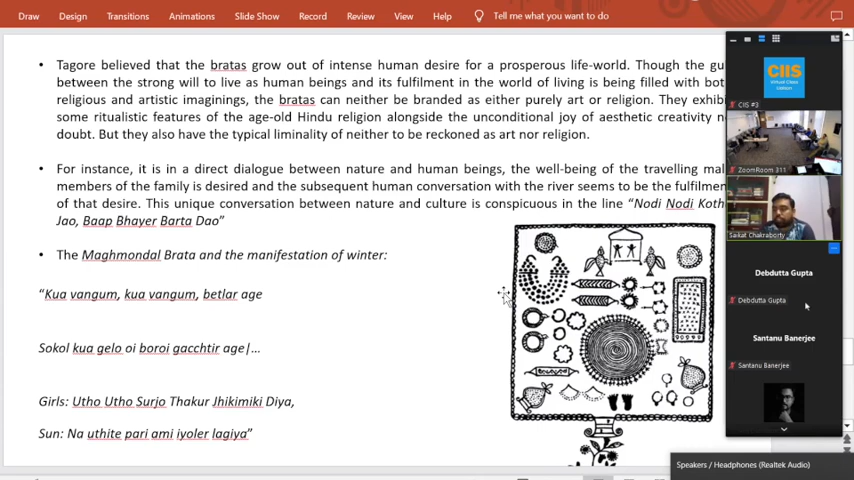 Draw Design Transitions Animations Slide Show Record Review View Help Tell me what you want to do
• Tagore believed that the bratas grow out of intense human desire for a prosperous life-world. Though the gu
between the strong will to live as human beings and its fulfilment in the world of living is being filled with bot
religious and artistic imaginings, the bratas can neither be branded as either purely art or religion. They exhibi
some ritualistic features of the age-old Hindu religion alongside the unconditional joy of aesthetic creativity n
doubt. But they also have the typical liminality of neither to be reckoned as art nor religion.
• For instance, it is in a direct dialogue between nature and human beings, the well-being of the travelling mal
members of the family is desired and the subsequent human conversation with the river seems to be the fulfilmen
of that desire. This unique conversation between nature and culture is conspicuous in the line “Nodi Nodi Koth
Jao, Baap Bhayer Barta Dao”
• The Maghmondal Brata and the manifestation of winter:
“Kua vangum, kua vangum, betlar age
Sokol kua gelo oi boroi gacchtir age|…
Girls: Utho Utho Surjo Thakur Jhikimiki Diya,
Sun: Na uthite pari ami iyoler lagiya”
CIIS
Virtual Class
Liaison
CIIS #3
ZoomRoom 311
Saikat Chakraborty
Debdutta Gupta
Debdutta Gupta
Santanu Banerjee
Santanu Banerjee
Speakers / Headphones (Realtek Audio)